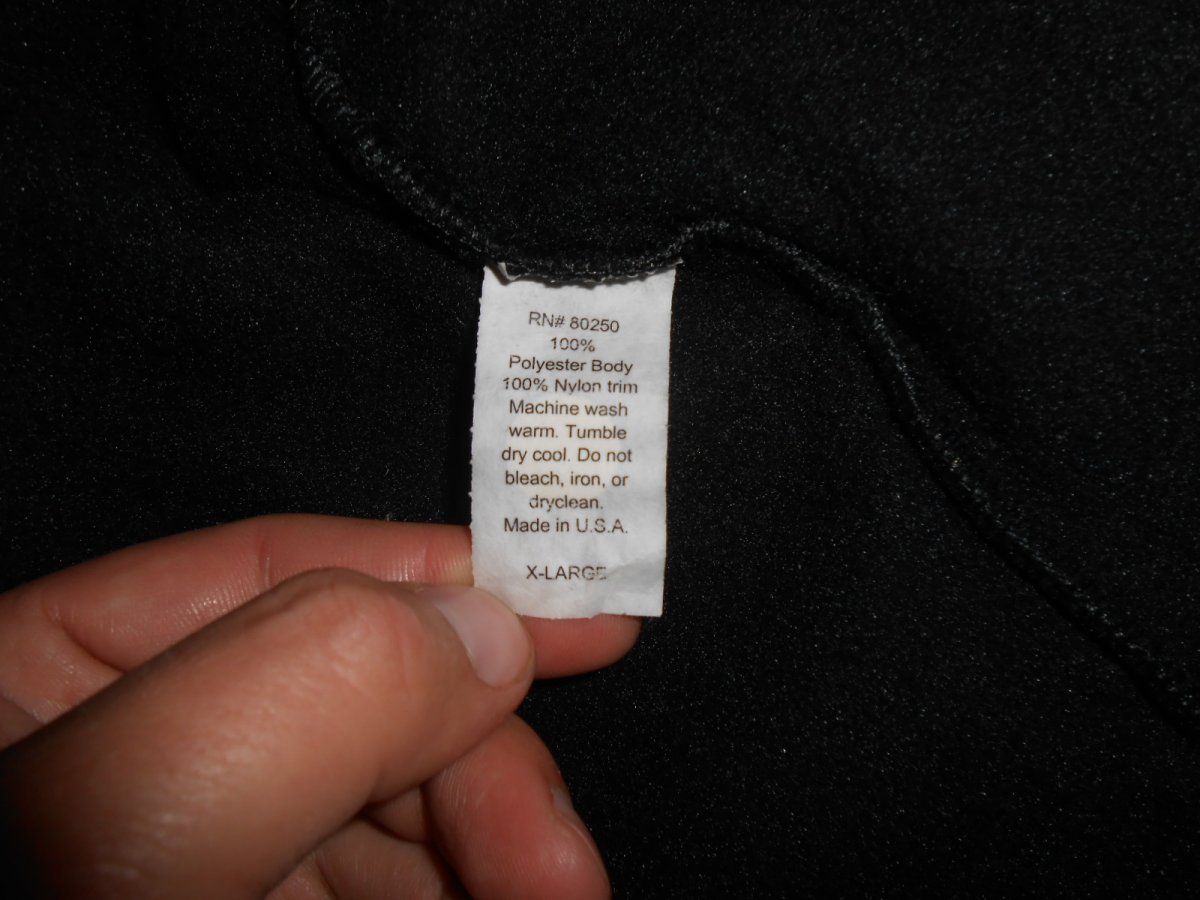 RN# 80250
100%
Polyester Body
100% Nylon trim
Machine wash
warm. Tumble
dry cool. Do not
bleach, iron, or
dryclean.
Made in U.S.A.
X-LARGE